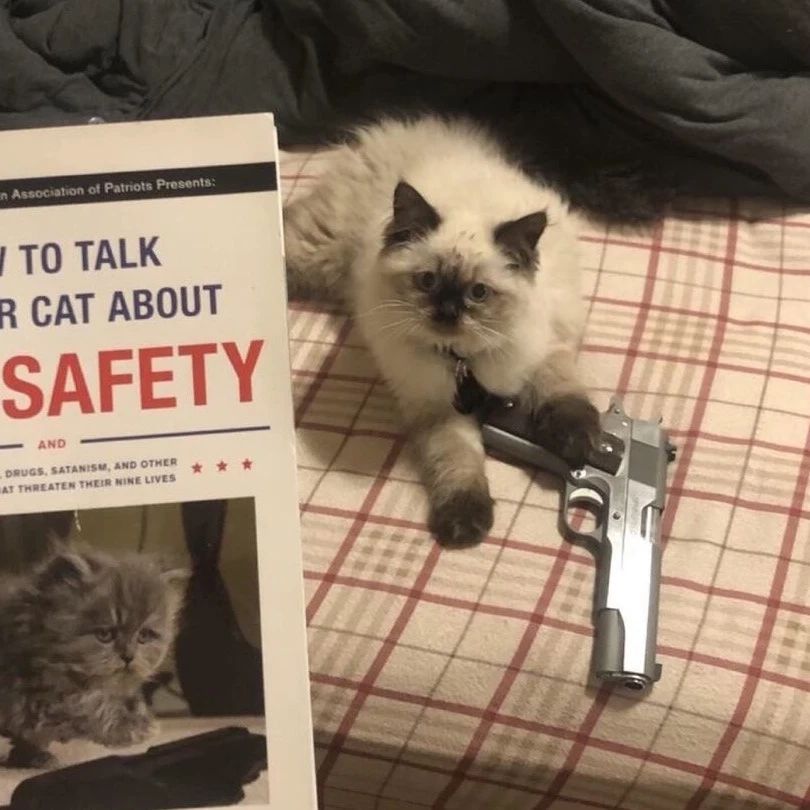 n Association of Patriots Presents:
TO TALK
R CAT ABOUT
SAFETY
AND
DRUGS, SATANISM, AND OTHER
AT THREATEN THEIR NINE LIVES